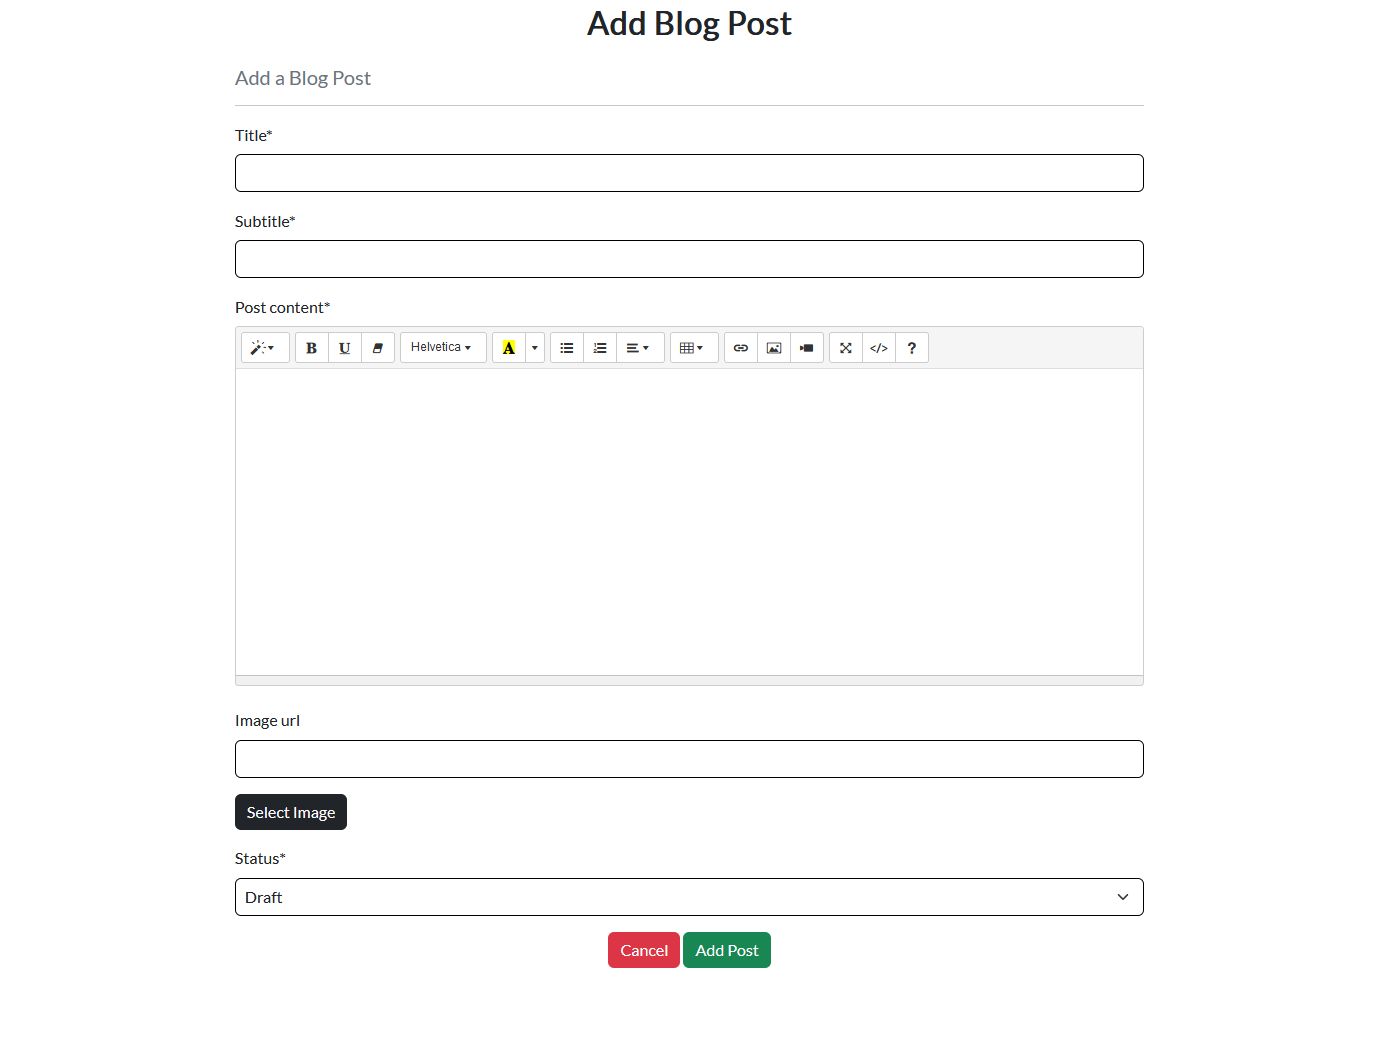 Add Blog Post
Add a Blog Post
Title*
Subtitle*
Post content*
B U Helvetica A </> ?
Image url
Select Image
Status*
Draft
Cancel Add Post